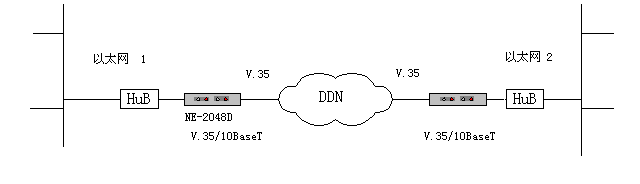 以太网 1
以太网 2
V.35
V.35
HuB
DDN
HuB
NE-2048D
V.35/10BaseT
V.35/10BaseT